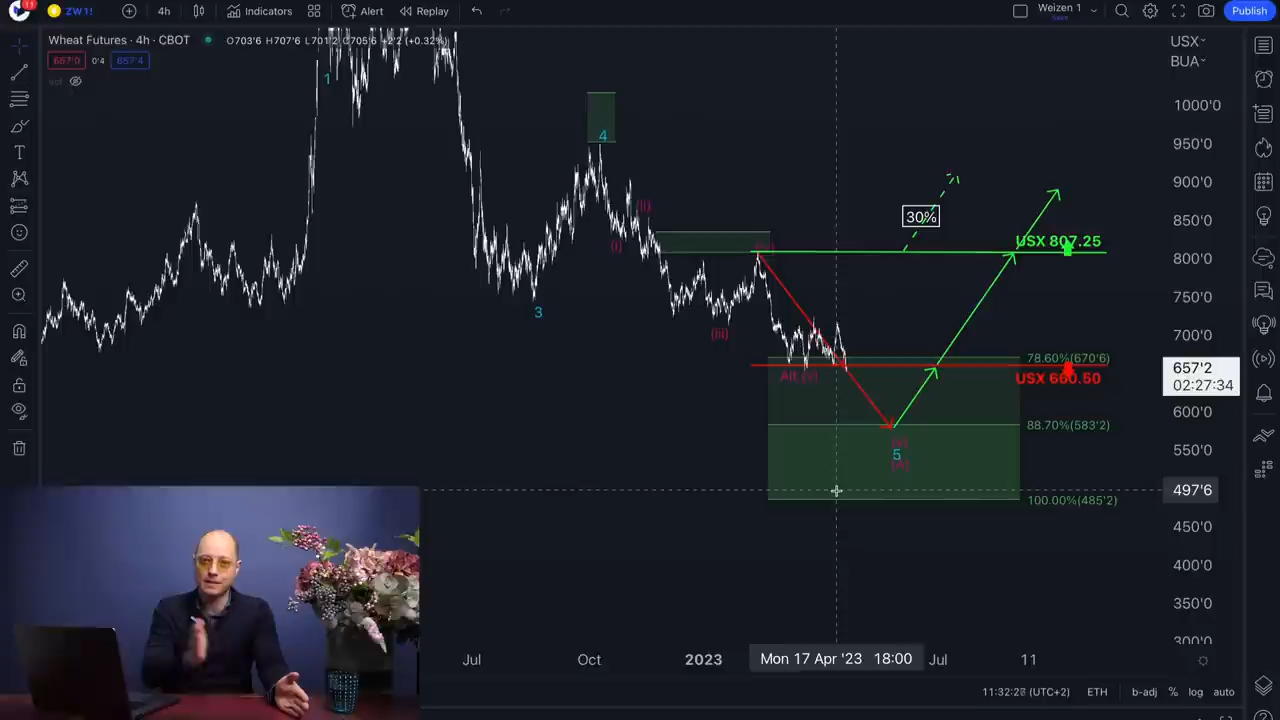 11
ZW1!
4h
Indicators
Alert
Replay
Weizen 1
Save
Publish
Wheat Futures · 4h · CBOT
O703'6 H707'6 L701'2 C705'6 +2'2 (+0.32%)
657'0
0'4
657'4
Vol
USX
BUA
1000'0
950'0
900'0
850'0
800'0
750'0
700'0
657'2
02:27:34
600'0
550'0
497'6
450'0
400'0
350'0
300'0
1
4
(ii)
(i)
3
(iii)
30%
USX 807.25
78.60%(670'6)
USX 660.50
Alt.(v)
88.70%(583'2)
(v)
5
(A)
100.00%(485'2)
Jul
Oct
2023
Mon 17 Apr '23 18:00
Jul
11
(UTC+2)
ETH
b-adj
%
log
auto